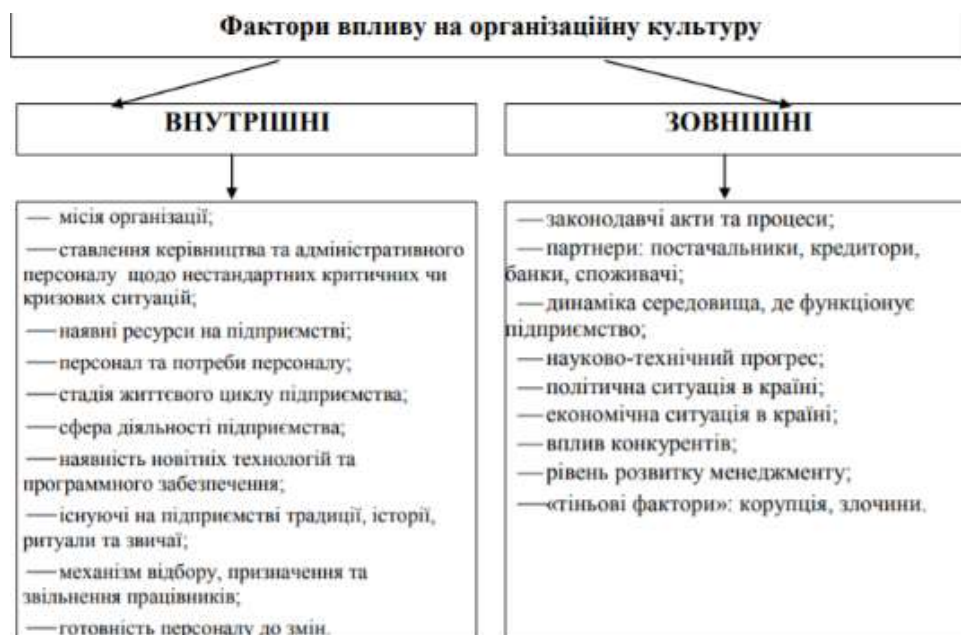 Фактори впливу на організаційну культуру
ВНУТРІШНІ
— місія організації;
— ставлення керівництва та адміністративного
персоналу щодо нестандартних критичних чи
кризових ситуацій;
— наявні ресурси на підприємстві;
— персонал та потреби персоналу;
— стадія життєвого циклу підприємства;
— сфера діяльності підприємства;
— наявність новітніх технологій та
программного забезпечення;
— існуючі на підприємстві традиції, історії,
ритуали та звичаї;
— механізм відбору, призначення та
звільнення працівників;
— готовність персоналу до змін.
ЗОВНІШНІ
— законодавчі акти та процеси;
— партнери: постачальники, кредитори,
банки, споживачі;
— динаміка середовища, де функціонує
підприємство;
— науково-технічний прогрес;
— політична ситуація в країні;
— економічна ситуація в країні;
— вплив конкурентів;
— рівень розвитку менеджменту;
— «тіньові фактори»: корупція, злочини.